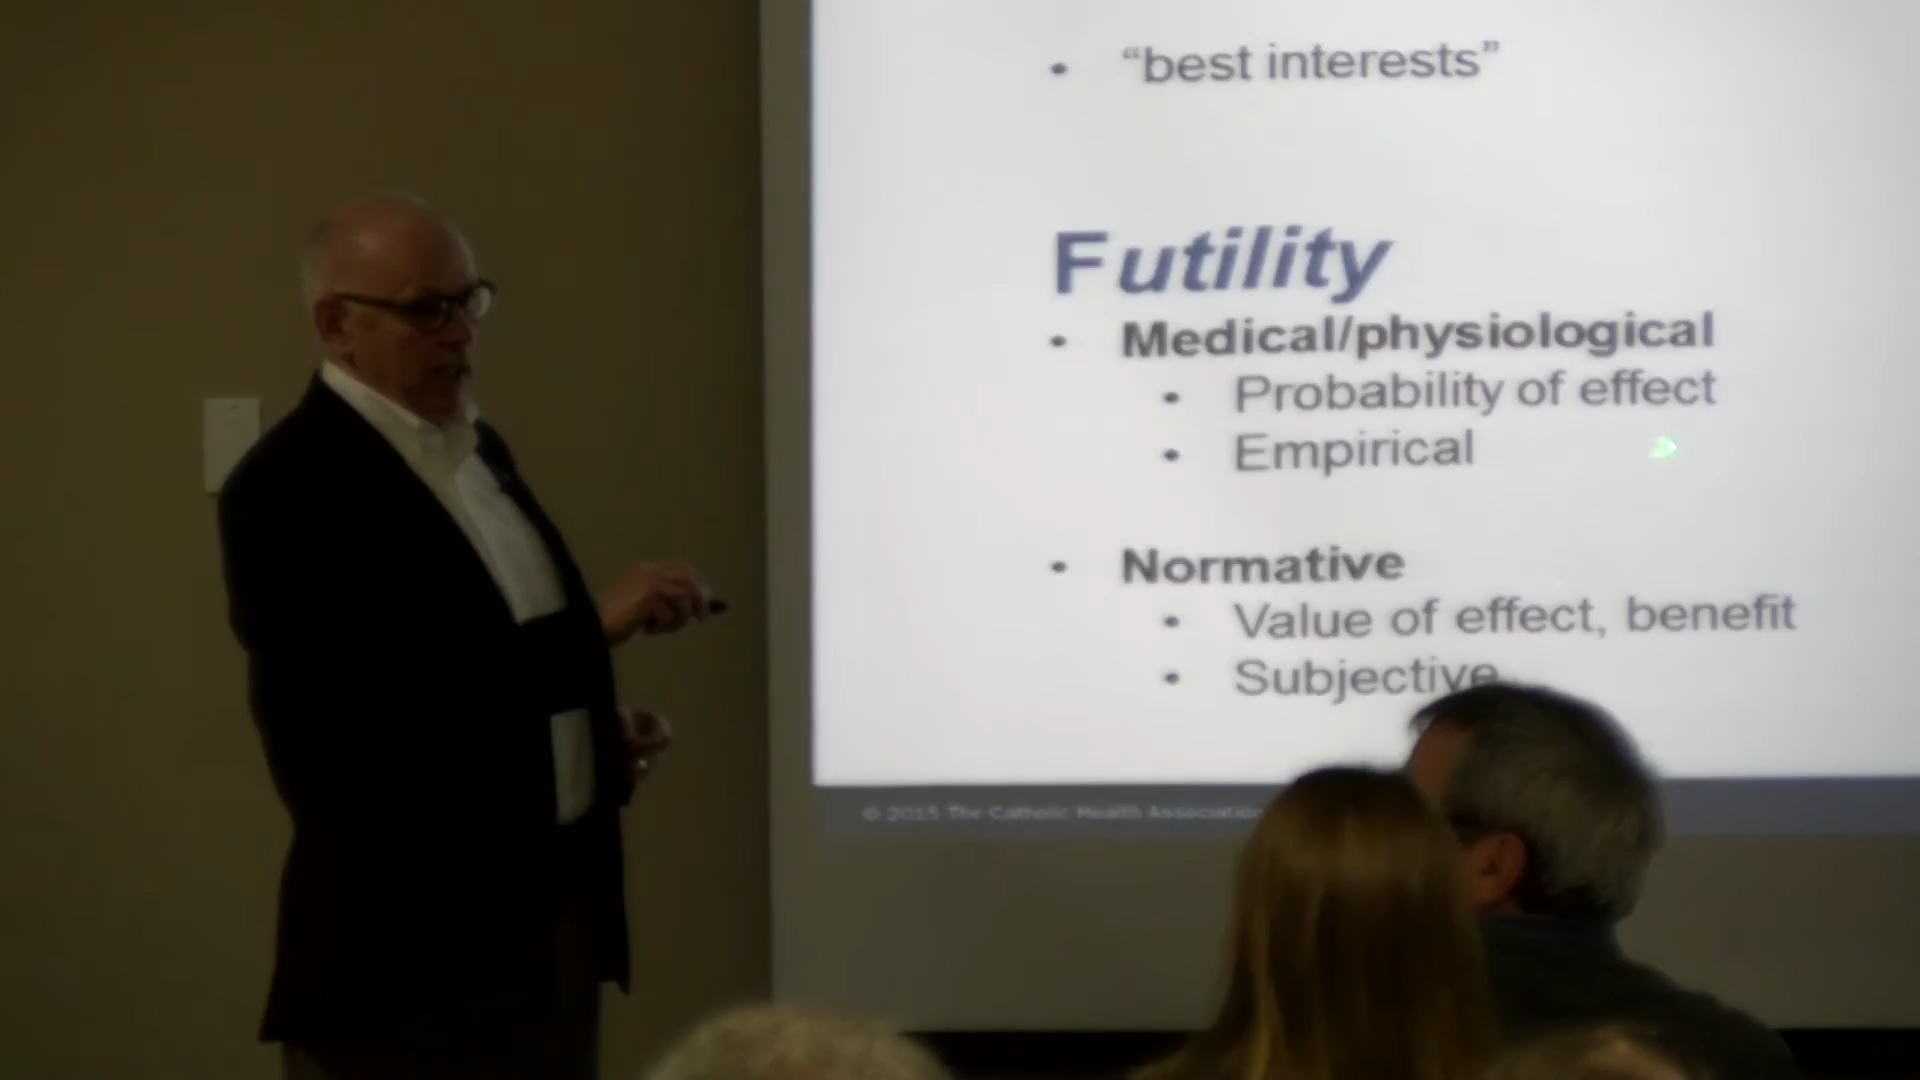 • “best interests”
Futility
• Medical/physiological
• Probability of effect
• Empirical
• Normative
• Value of effect, benefit
• Subjective
© 2015 The Catholic Health Association